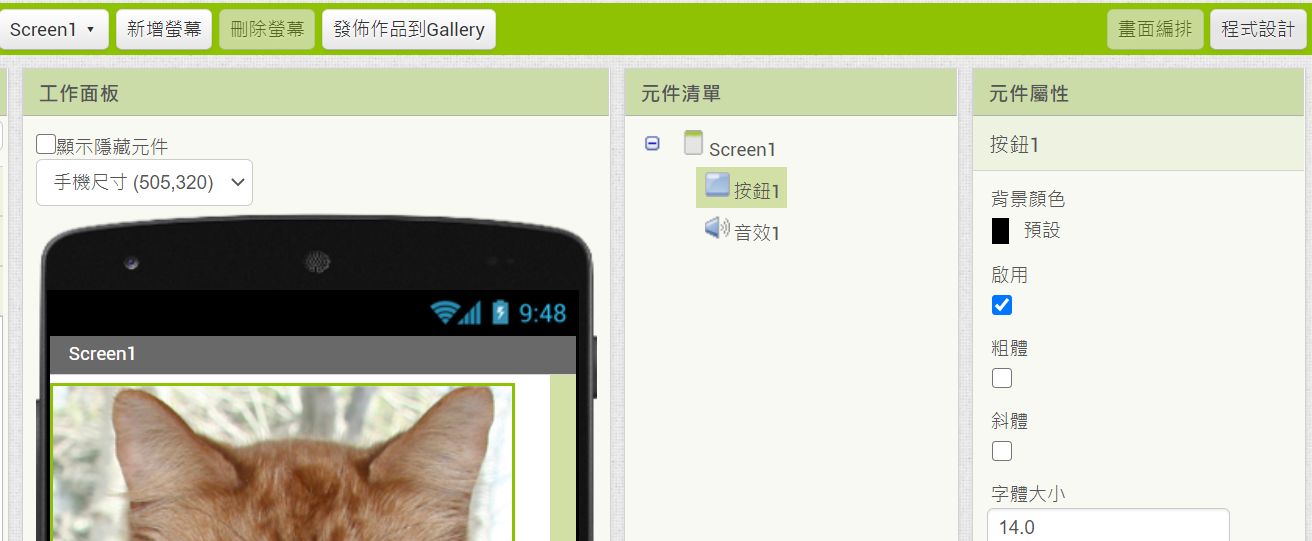 Screen1 ▾ 新增螢幕 刪除螢幕 發佈作品到Gallery 畫面編排 程式設計
工作面板
顯示隱藏元件
手機尺寸 (505,320)
9:48
Screen1
元件清單
Screen1
按鈕1
音效1
元件屬性
按鈕1
背景顏色
預設
啟用
粗體
斜體
字體大小
14.0